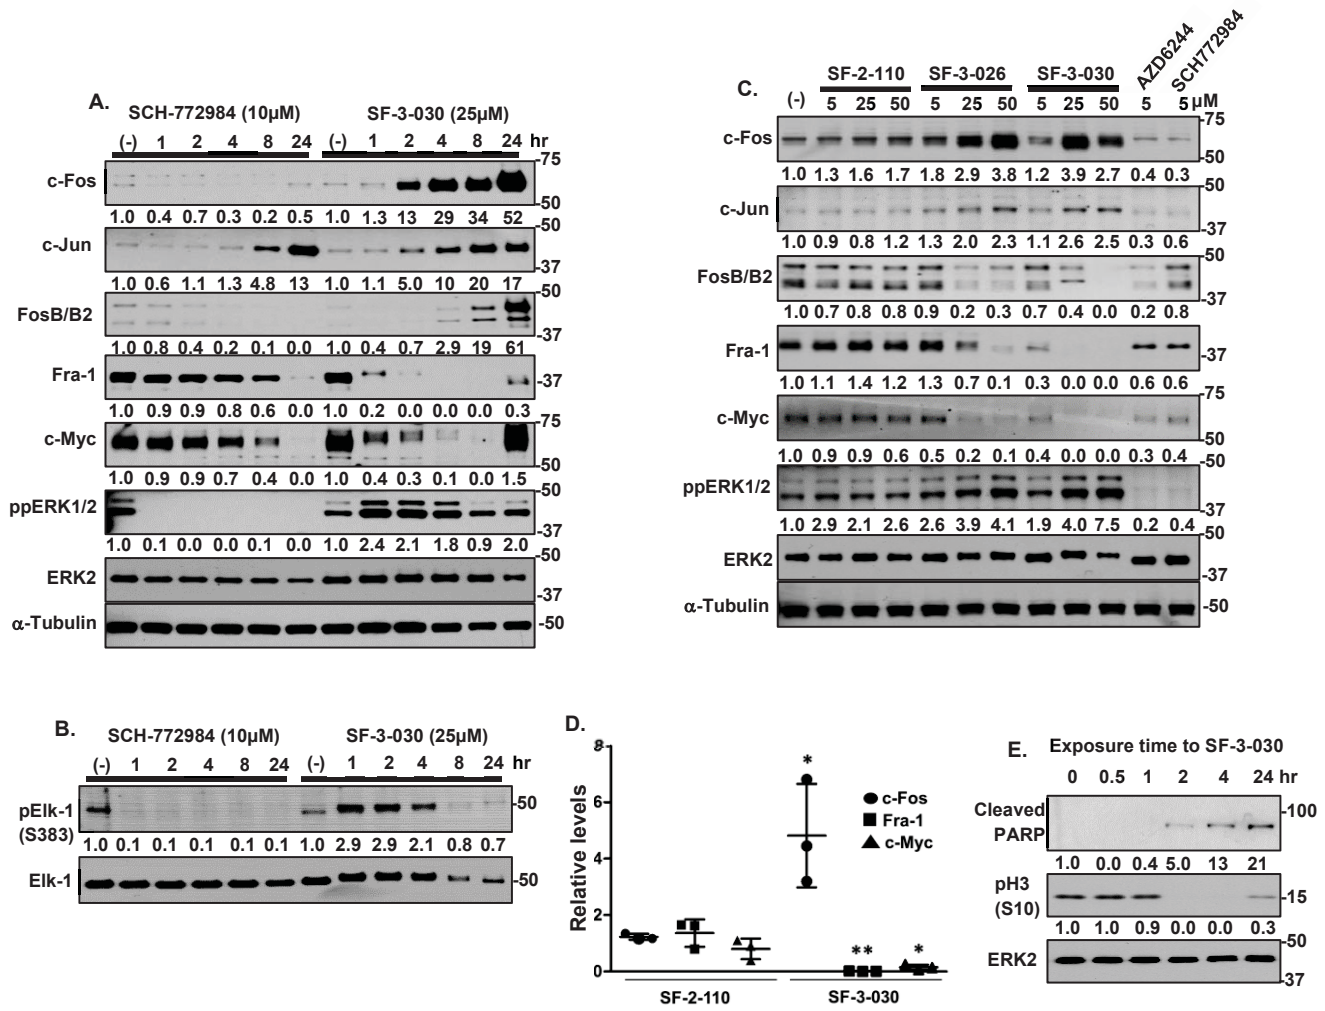 A.
SCH-772984 (10µM) SF-3-030 (25µM)
(-) 1 2 4 8 24 (-) 1 2 4 8 24 hr
-75
c-Fos
-50
1.0 0.4 0.7 0.3 0.2 0.5 1.0 1.3 13 29 34 52
-50
c-Jun
-37
1.0 0.6 1.1 1.3 4.8 13 1.0 1.1 5.0 10 20 17
-50
FosB/B2
-37
1.0 0.8 0.4 0.2 0.1 0.0 1.0 0.4 0.7 2.9 19 61
Fra-1 -37
1.0 0.9 0.9 0.8 0.6 0.0 1.0 0.2 0.0 0.0 0.0 0.3
-75
c-Myc
-50
1.0 0.9 0.9 0.7 0.4 0.0 1.0 0.4 0.3 0.1 0.0 1.5
-50
ppERK1/2
-37
1.0 0.1 0.0 0.0 0.1 0.0 1.0 2.4 2.1 1.8 0.9 2.0
-50
ERK2
-37
α-Tubulin -50
B.
SCH-772984 (10µM) SF-3-030 (25µM)
(-) 1 2 4 8 24 (-) 1 2 4 8 24 hr
pElk-1 -50
(S383)
1.0 0.1 0.1 0.1 0.1 0.1 1.0 2.9 2.9 2.1 0.8 0.7
Elk-1 -50
C.
SF-2-110 SF-3-026 SF-3-030 AZD6244 SCH772984
(-) 5 25 50 5 25 50 5 25 50 5 5 µM
-75
c-Fos
-50
1.0 1.3 1.6 1.7 1.8 2.9 3.8 1.2 3.9 2.7 0.4 0.3
-50
c-Jun
-37
1.0 0.9 0.8 1.2 1.3 2.0 2.3 1.1 2.6 2.5 0.3 0.6
-50
FosB/B2
-37
1.0 0.7 0.8 0.8 0.9 0.2 0.3 0.7 0.4 0.0 0.2 0.8
Fra-1 -37
1.0 1.1 1.4 1.2 1.3 0.7 0.1 0.3 0.0 0.0 0.6 0.6
-75
c-Myc
-50
1.0 0.9 0.9 0.6 0.5 0.2 0.1 0.4 0.0 0.0 0.3 0.4
-50
ppERK1/2
-37
1.0 2.9 2.1 2.6 2.6 3.9 4.1 1.9 4.0 7.5 0.2 0.4
-50
ERK2
-37
α-Tubulin -50
D.
Relative levels
8
6
4
2
0
*
**
*
c-Fos
Fra-1
c-Myc
SF-2-110 SF-3-030
E.
Exposure time to SF-3-030
0 0.5 1 2 4 24 hr
Cleaved -100
PARP
1.0 0.0 0.4 5.0 13 21
pH3 -15
(S10)
1.0 1.0 0.9 0.0 0.0 0.3
-50
ERK2
-37